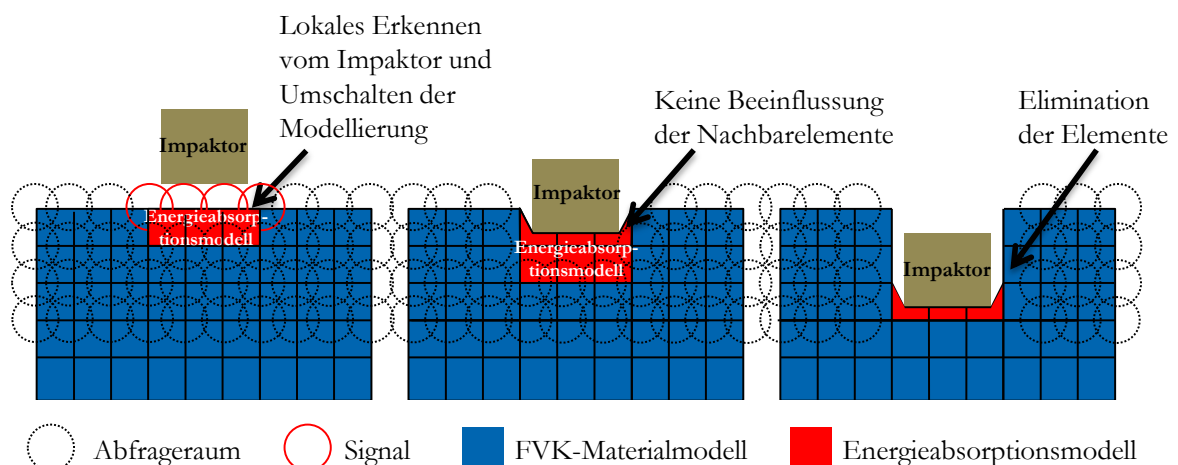 Lokales Erkennen
vom Impaktor und
Umschalten der
Modellierung
Keine Beeinflussung
der Nachbarelemente
Elimination
der Elemente
Impaktor
Impaktor
Impaktor
Energieabsorp-
tionsmodell
Energieabsorp-
tionsmodell
Abfrageraum
Signal
FVK-Materialmodell
Energieabsorptionsmodell